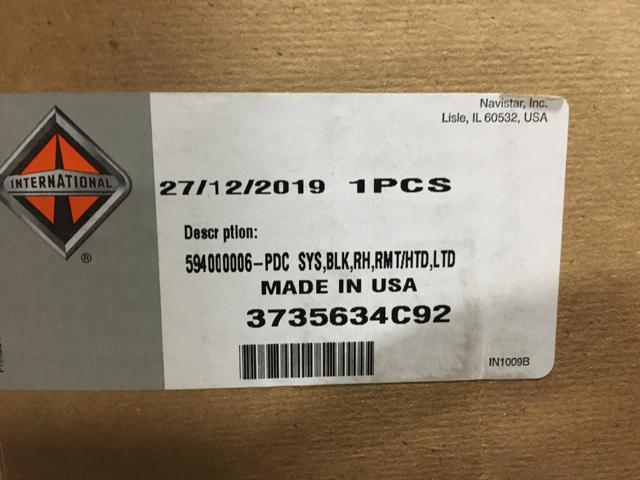 Navistar, Inc.
Lisle, IL 60532, USA
INTERNATIONAL
®
27/12/2019 1PCS
Descr ption:
594000006-PDC SYS,BLK,RH,RMT/HTD,LTD
MADE IN USA
3735634C92
IN1009B